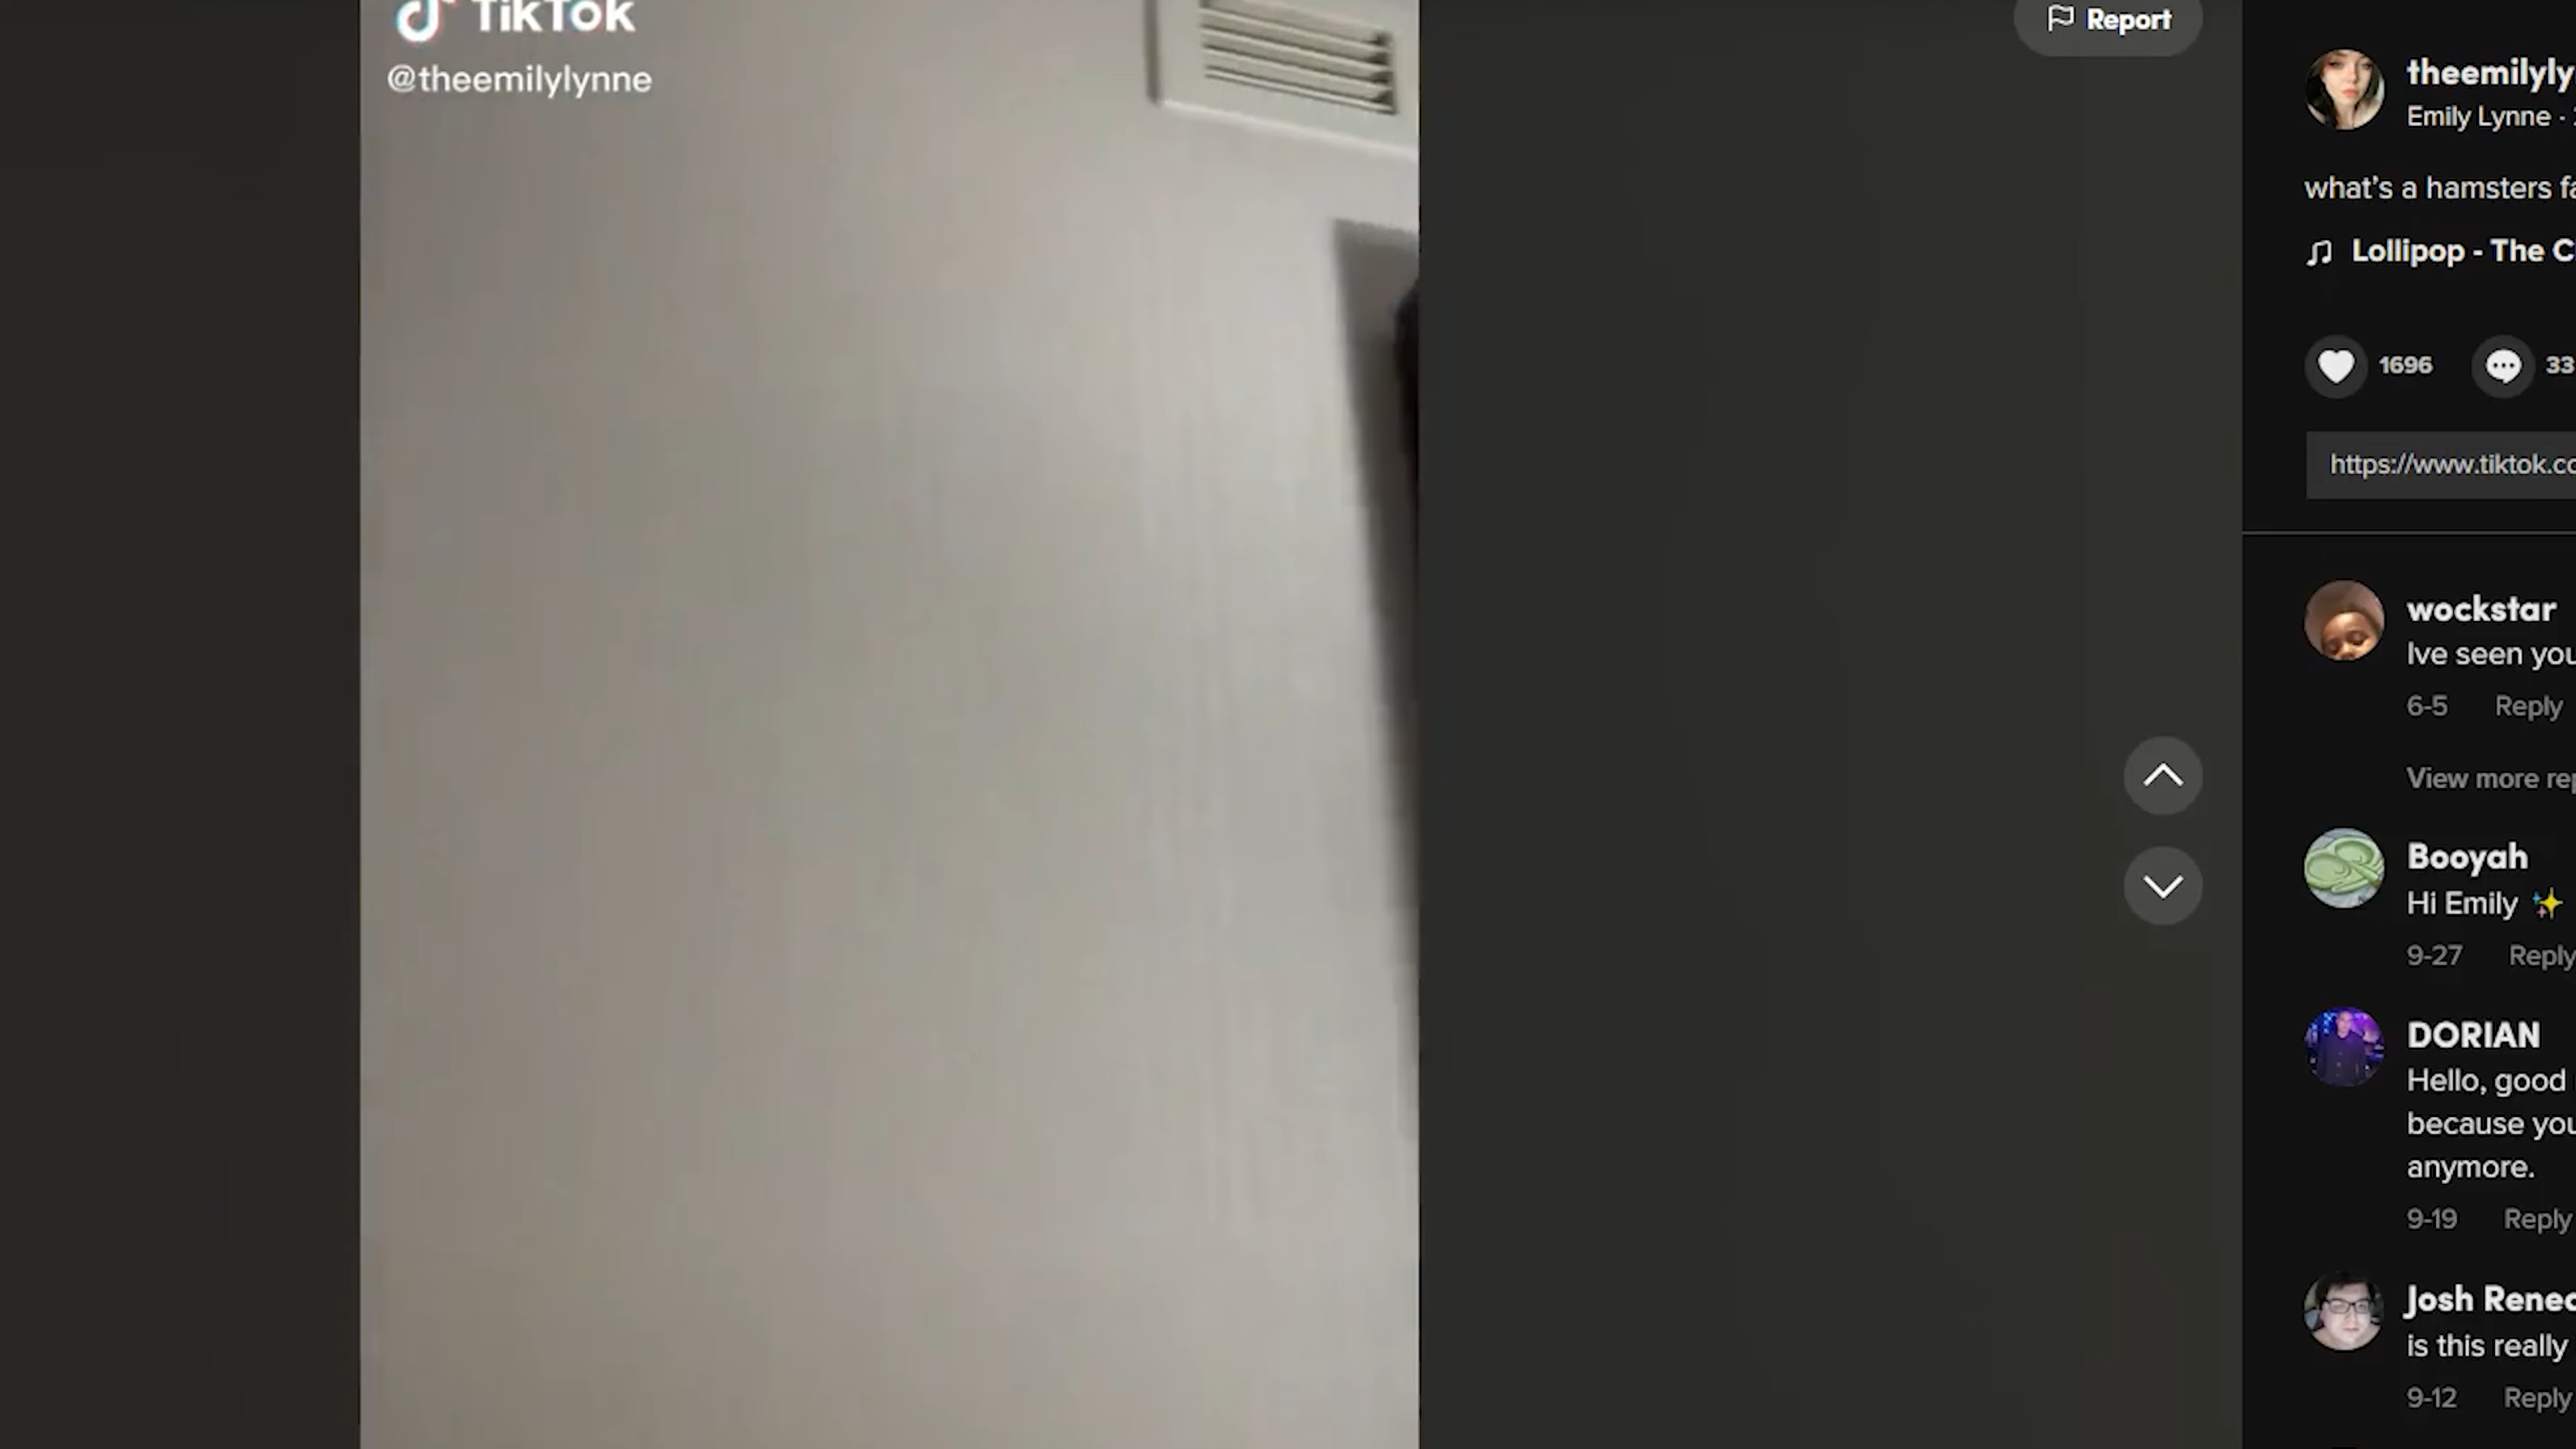 TikTok
@theemilylynne
Report
theemilyly
Emily Lynne ·
what's a hamsters fa
Lollipop - The C
1696
33
https://www.tiktok.co
wockstar
Ive seen you
6-5 Reply
View more rep
Booyah
Hi Emily ✨
9-27 Reply
DORIAN
Hello, good
because you
anymore.
9-19 Reply
Josh Renec
is this really
9-12 Reply